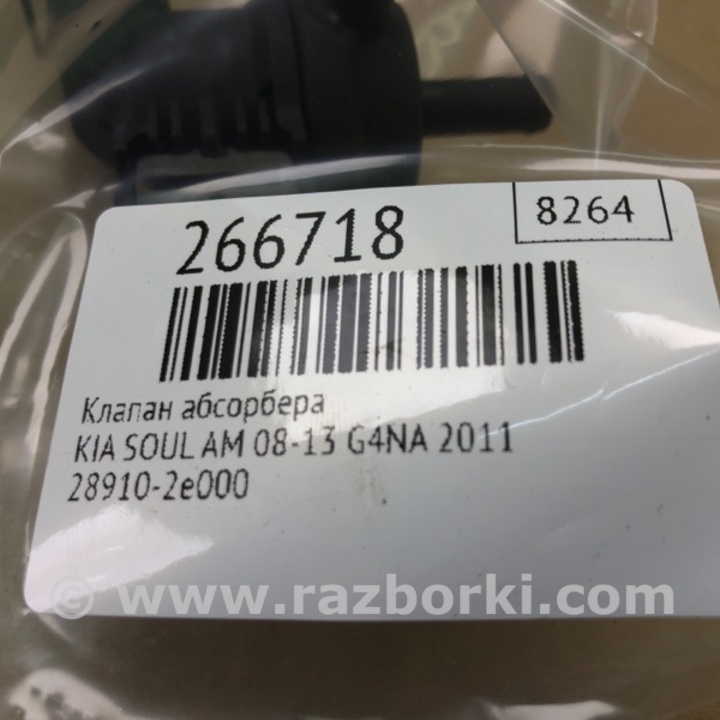 266718
8264
Клапан абсорбера
KIA SOUL AM 08-13 G4NA 2011
28910-2e000
© www.razborki.com